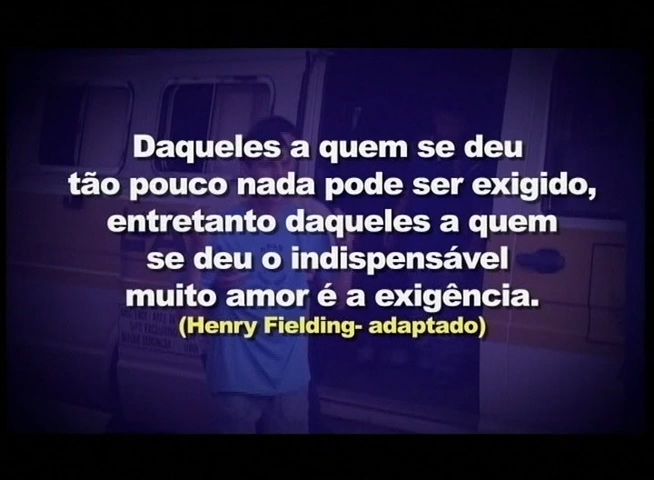 Daqueles a quem se deu
tão pouco nada pode ser exigido,
entretanto daqueles a quem
se deu o indispensável
muito amor é a exigência.
(Henry Fielding- adaptado)